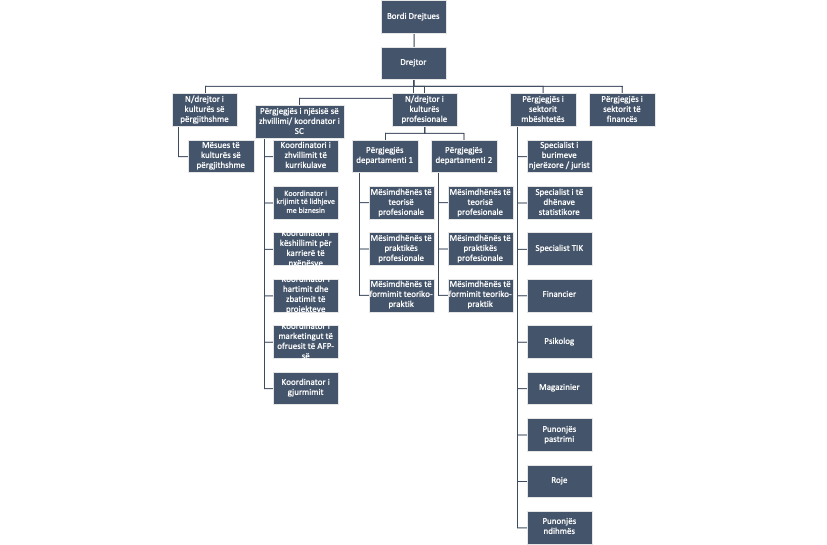 Bordi Drejtues
Drejtor
N/drejtor i
kulturës së
përgjithshme
Përgjegjës i njësisë së
zhvillimi/ koordnator i
SC
N/drejtor i
kulturës
profesionale
Përgjegjës i
sektorit
mbështetës
Përgjegjës i
sektorit të
financës
Mësues të
kulturës së
përgjithshme
Koordinatori i
zhvillimit të
kurrikulave
Koordinator i
krijimit të lidhjeve
me biznesin
Koordinator i
këshillimit për
karrierë të
nxënësve
Koordinator i
hartimit dhe
zbatimit të
projekteve
Koordinator i
marketingut të
ofruesit të AFP-
së
Koordinator i
gjurmimit
Përgjegjës
departamenti 1
Mësimdhënës të
teorisë
profesionale
Mësimdhënës të
praktikës
profesionale
Mësimdhënës të
formimit teoriko-
praktik
Përgjegjës
departamenti 2
Mësimdhënës të
teorisë
profesionale
Mësimdhënës të
praktikës
profesionale
Mësimdhënës të
formimit teoriko-
praktik
Specialist i
burimeve
njerëzore / jurist
Specialist i të
dhënave
statistikore
Specialist TIK
Financier
Psikolog
Magazinier
Punonjës
pastrimi
Roje
Punonjës
ndihmës